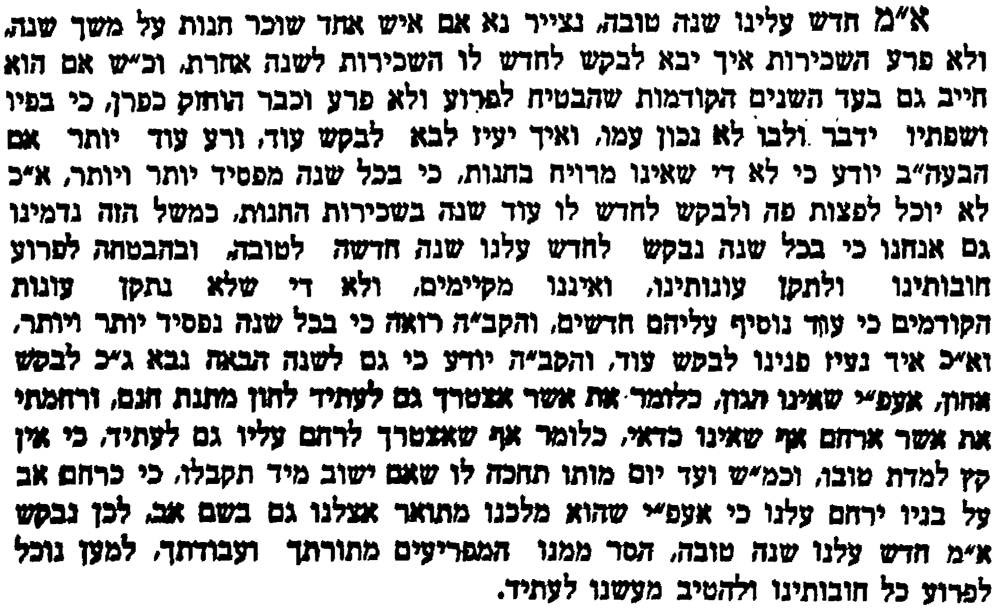 א״מ חדש עלינו שנה טובה, נצייר נא אם איש אחד שוכר חנות על משך שנה,
ולא פרע השכירות איך יבא לבקש לחדש לו השכירות לשנה אחרת, וכ״ש אם הוא
חייב גם בעד השנים הקודמות שהבטיח לפרוע ולא פרע וכבר הוחזק כפרן, כי בפיו
ושפתיו ידבר ולבו לא נכון עמו, ואיך יעיז לבא לבקש עוד, ורע עוד יותר אם
הבעה״ב יודע כי לא די שאינו מרויח בחנות, כי בכל שנה מפסיד יותר ויותר, א״כ
לא יוכל לפצות פה ולבקש לחדש לו עוד שנה בשכירות החנות, כמשל הזה נדמינו
גם אנחנו כי בכל שנה נבקש לחדש עלנו שנה חדשה לטובה, ובהבטחה לפרוע
חובותינו ולתקן עונותינו, ואיננו מקיימים, ולא די שלא נתקן עונות
הקורמים כי עוד נוסיף עליהם חדשים, והקב״ה רואה כי בכל שנה נפסיד יותר ויותר,
וא״כ איך נעיז פנינו לבקש עוד, והקב״ה יודע כי גם לשנה הבאה נבא ג״כ לבקש
אחון, אעפ״י שאינו הגון, כלומר את אשר אצטרך גם לעתיד לחון מתנת חנם, ורחמתי
את אשר ארחם אף שאינו כדאי, כלומר אף שאצטרך לרחם עליו גם לעתיד, כי אין
קץ למדת טובו, וכמ״ש ועד יום מותו תחכה לו שאם ישוב מיד תקבלו, כי כרחם אב
על בניו ירחם עלנו כי אעפ״י שהוא מלכנו מתואר אצלנו גם בשם אב, לכן נבקש
א״מ חדש עלנו שנה טובה, הסר ממנו המפריעים מתורתך ועבודתך, למען נוכל
לפרוע כל חובותינו ולהטיב מעשנו לעתיד.